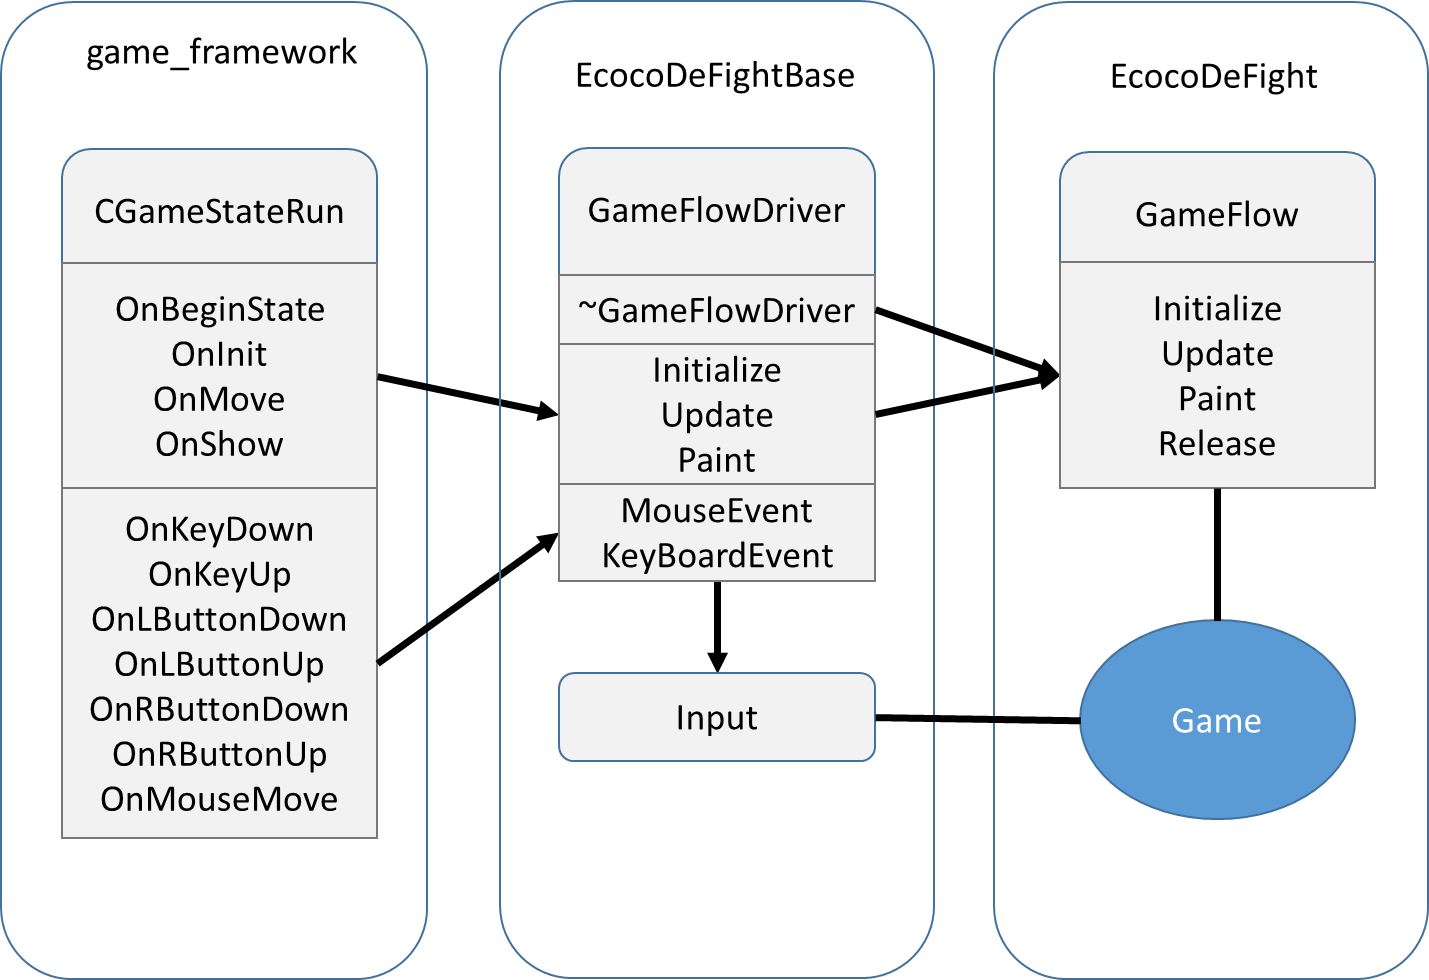 game_framework
CGameStateRun
OnBeginState
OnInit
OnMove
OnShow
OnKeyDown
OnKeyUp
OnLButtonDown
OnLButtonUp
OnRButtonDown
OnRButtonUp
OnMouseMove
EcocoDeFightBase
GameFlowDriver
~GameFlowDriver
Initialize
Update
Paint
MouseEvent
KeyBoardEvent
Input
EcocoDeFight
GameFlow
Initialize
Update
Paint
Release
Game